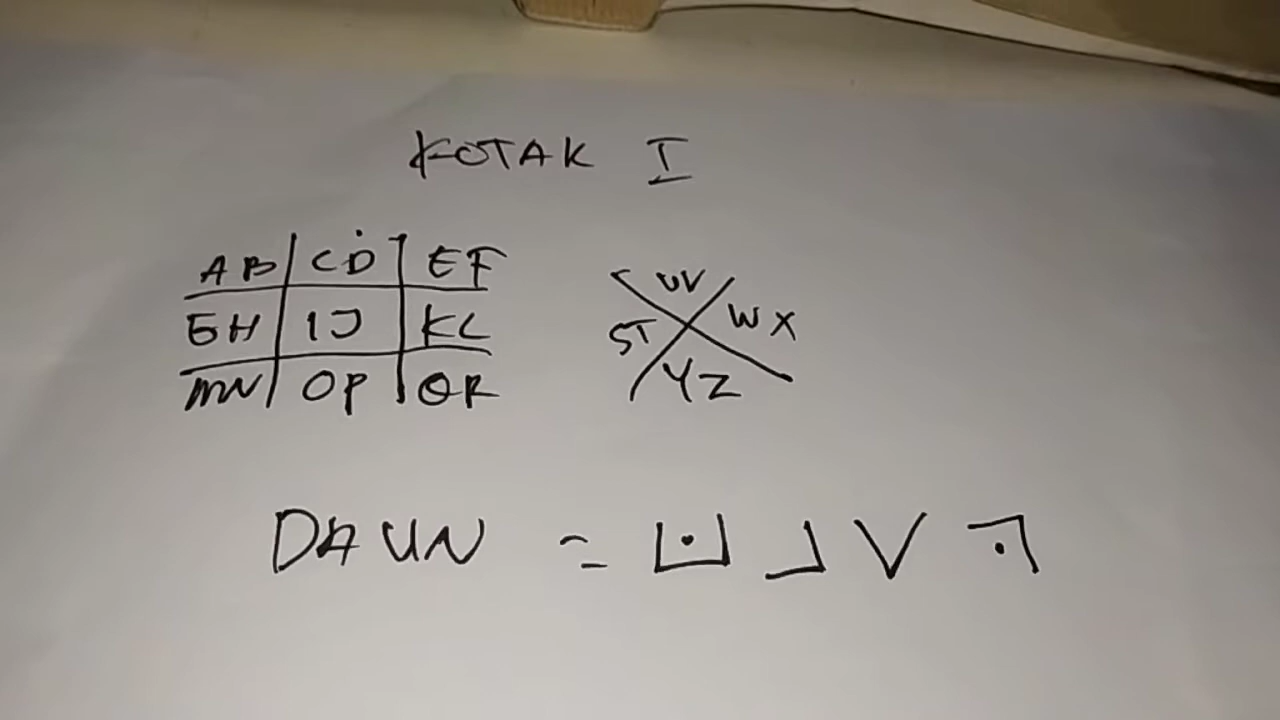 KOTAK I
AB CD EF
GH IJ KL
MN OP QR
UV
ST WX
YZ
DAUN =